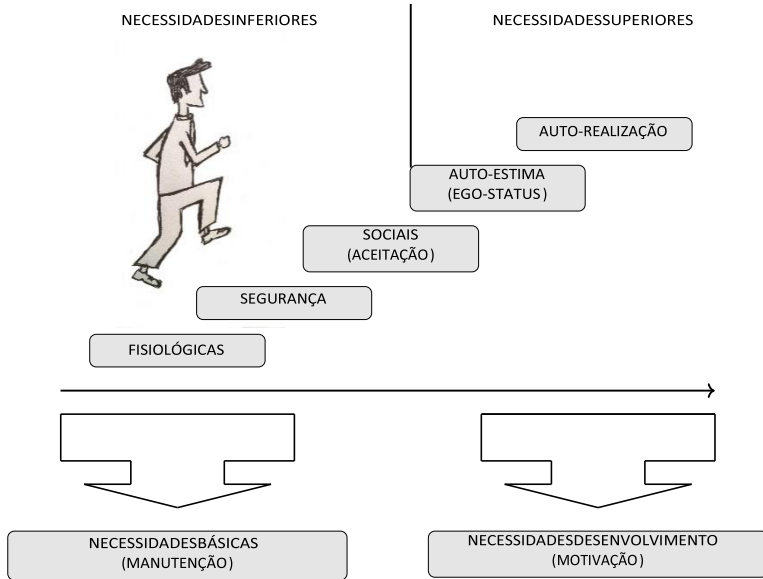 NECESSIDADESINFERIORES
NECESSIDADESSUPERIORES
AUTO-REALIZAÇÃO
AUTO-ESTIMA
(EGO-STATUS)
SOCIAIS
(ACEITAÇÃO)
SEGURANÇA
FISIOLÓGICAS
NECESSIDADESBÁSICAS
(MANUTENÇÃO)
NECESSIDADESDESENVOLVIMENTO
(MOTIVAÇÃO)